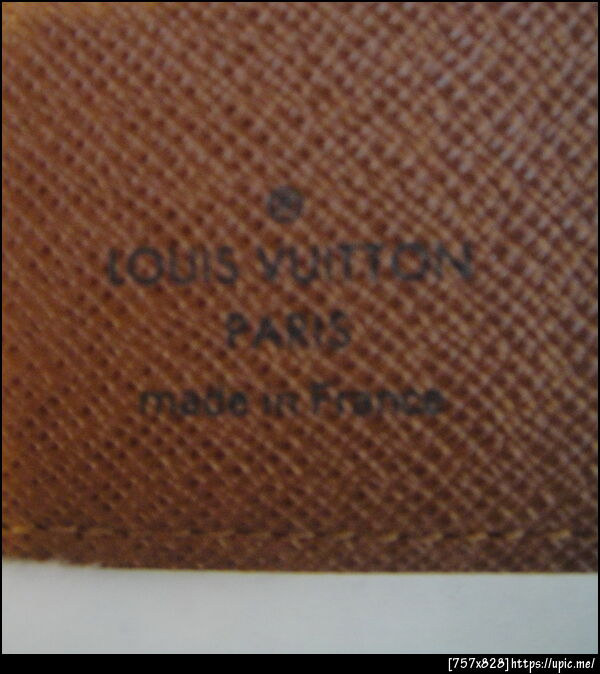 ®
LOUIS VUITTON
PARIS
made in France
[757x828]https://upic.me/